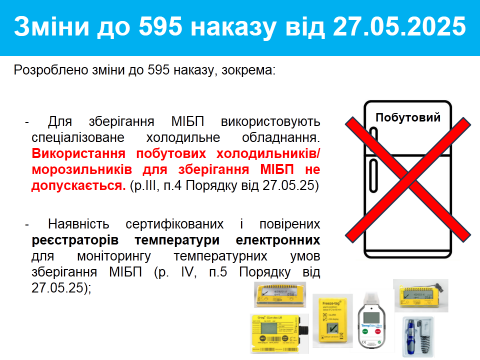 Зміни до 595 наказу від 27.05.2025
Розроблено зміни до 595 наказу, зокрема:
- Для зберігання МІБП використовують
спеціалізоване холодильне обладнання.
Використання побутових холодильників/
морозильників для зберігання МІБП не
допускається. (р.ІІІ, п.4 Порядку від 27.05.25)
Побутовий
- Наявність сертифікованих і повірених
реєстраторів температури електронних
для моніторингу температурних умов
зберігання МІБП (р. IV, п.5 Порядку від
27.05.25);